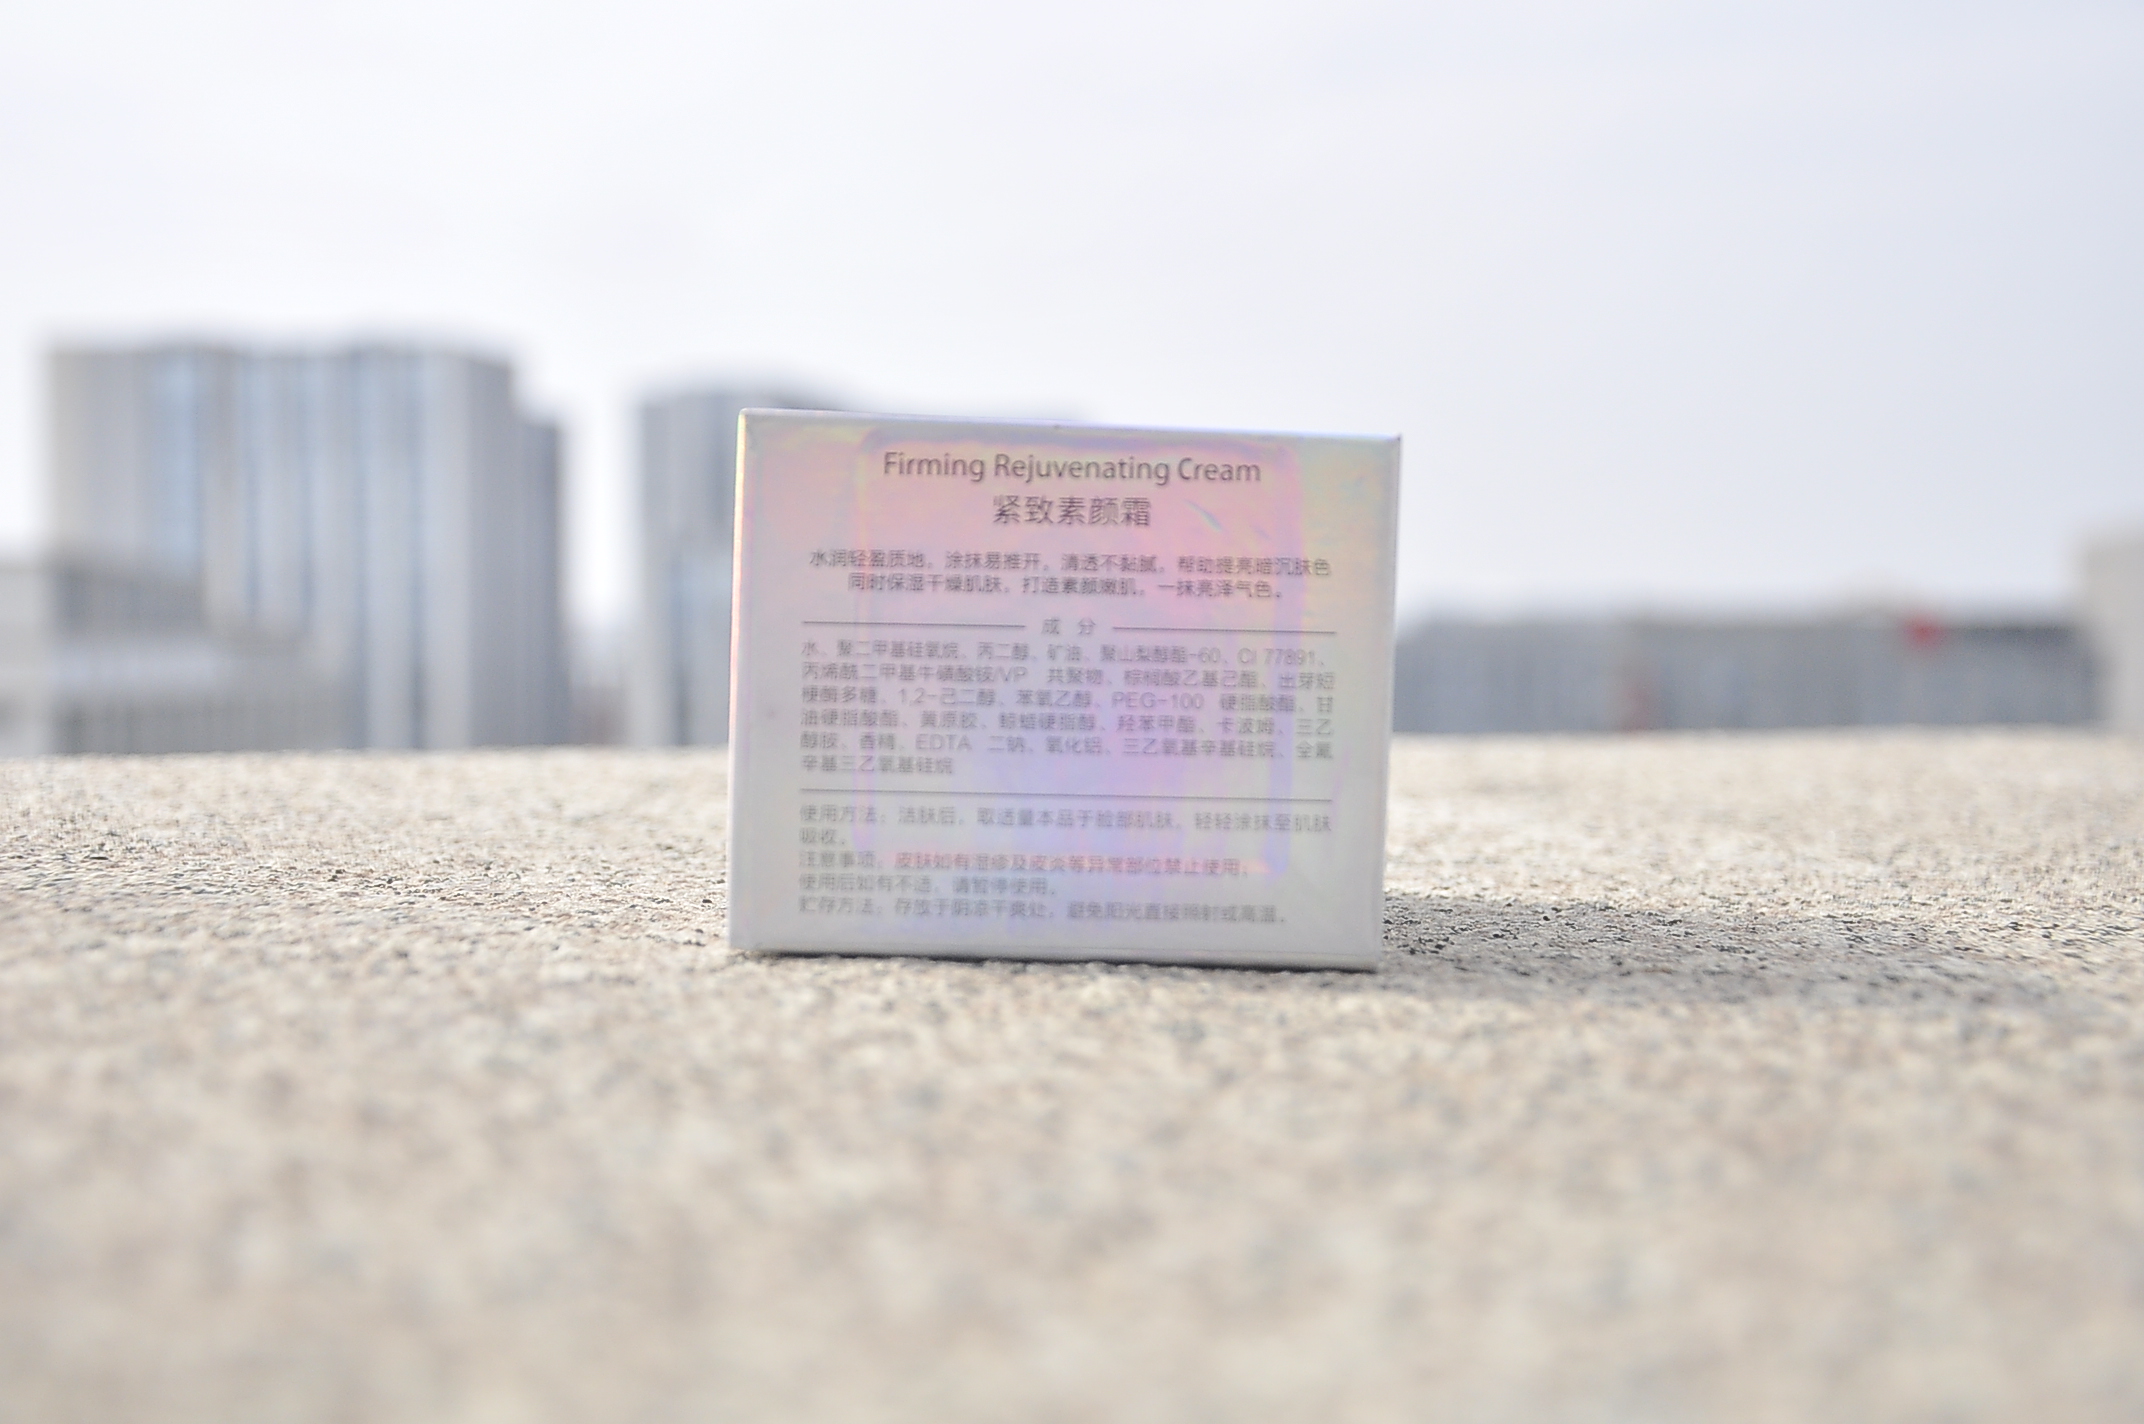 Firming Rejuvenating Cream
紧致素颜霜
水润轻盈质地，涂抹易推开，清透不黏腻，帮助提亮暗沉肤色
同时保湿干燥肌肤，打造素颜嫩肌，一抹亮泽气色。
成 分
水、聚二甲基硅氧烷、丙二醇、矿油、聚山梨醇酯-60、CI 77891、
丙烯酰二甲基牛磺酸铵/VP 共聚物、棕榈酸乙基己酯、出芽短
梗酶多糖、1,2-己二醇、苯氧乙醇、PEG-100 硬脂酸酯、甘
油硬脂酸酯、黄原胶、鲸蜡硬脂醇、羟苯甲酯、卡波姆、三乙
醇胺、香精、EDTA 二钠、氧化铝、三乙氧基辛基硅烷、全氟
辛基三乙氧基硅烷
使用方法：洁肤后，取适量本品于脸部肌肤，轻轻涂抹至肌肤
吸收。
注意事项：皮肤如有湿疹及皮炎等异常部位禁止使用；
使用后如有不适，请暂停使用。
贮存方法：存放于阴凉干爽处，避免阳光直接照射或高温。